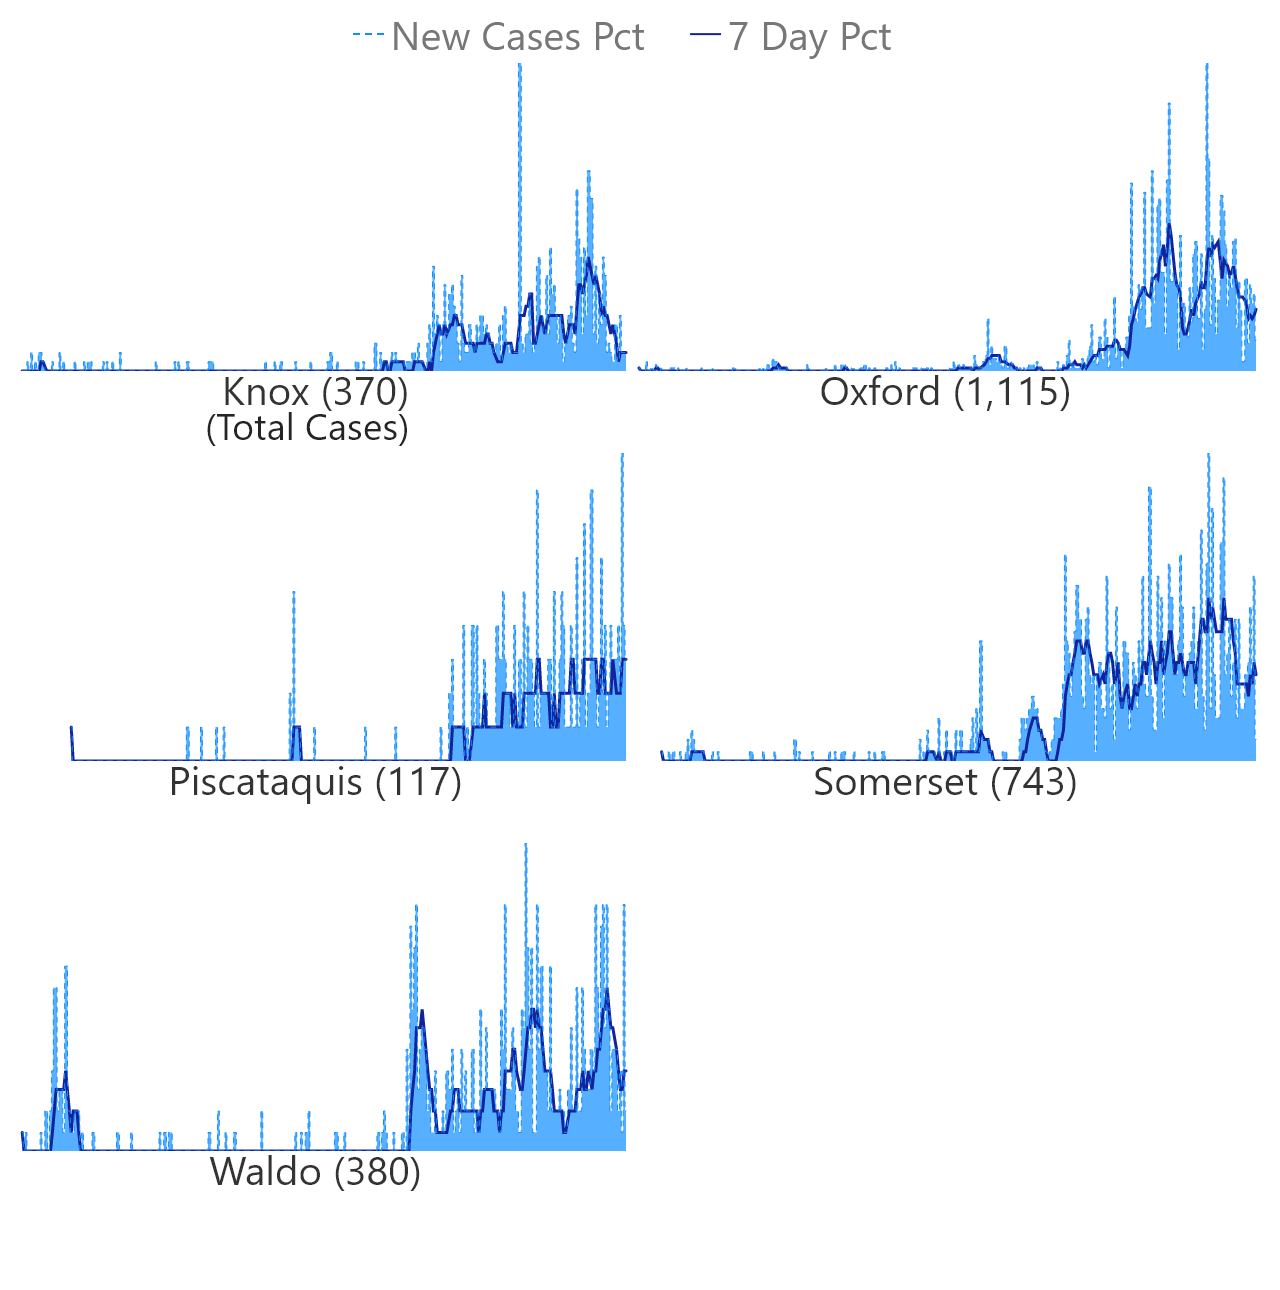 New Cases Pct 7 Day Pct
Knox (370)
(Total Cases)
Oxford (1,115)
Piscataquis (117)
Somerset (743)
Waldo (380)